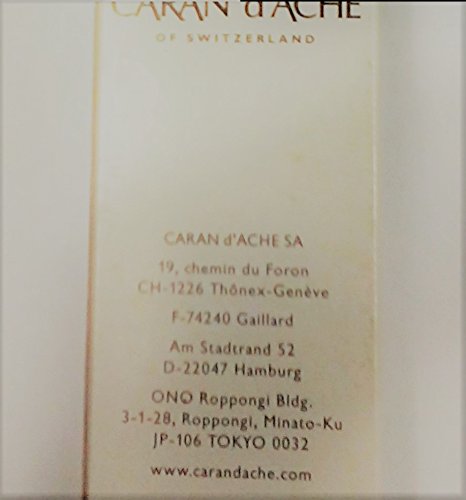 CARAN d'ACHE
OF SWITZERLAND
CARAN d'ACHE SA
19, chemin du Foron
CH-1226 Thônex-Genève
F-74240 Gaillard
Am Stadtrand 52
D-22047 Hamburg
ONO Roppongi Bldg.
3-1-28, Roppongi, Minato-Ku
JP-106 TOKYO 0032
www.carandache.com